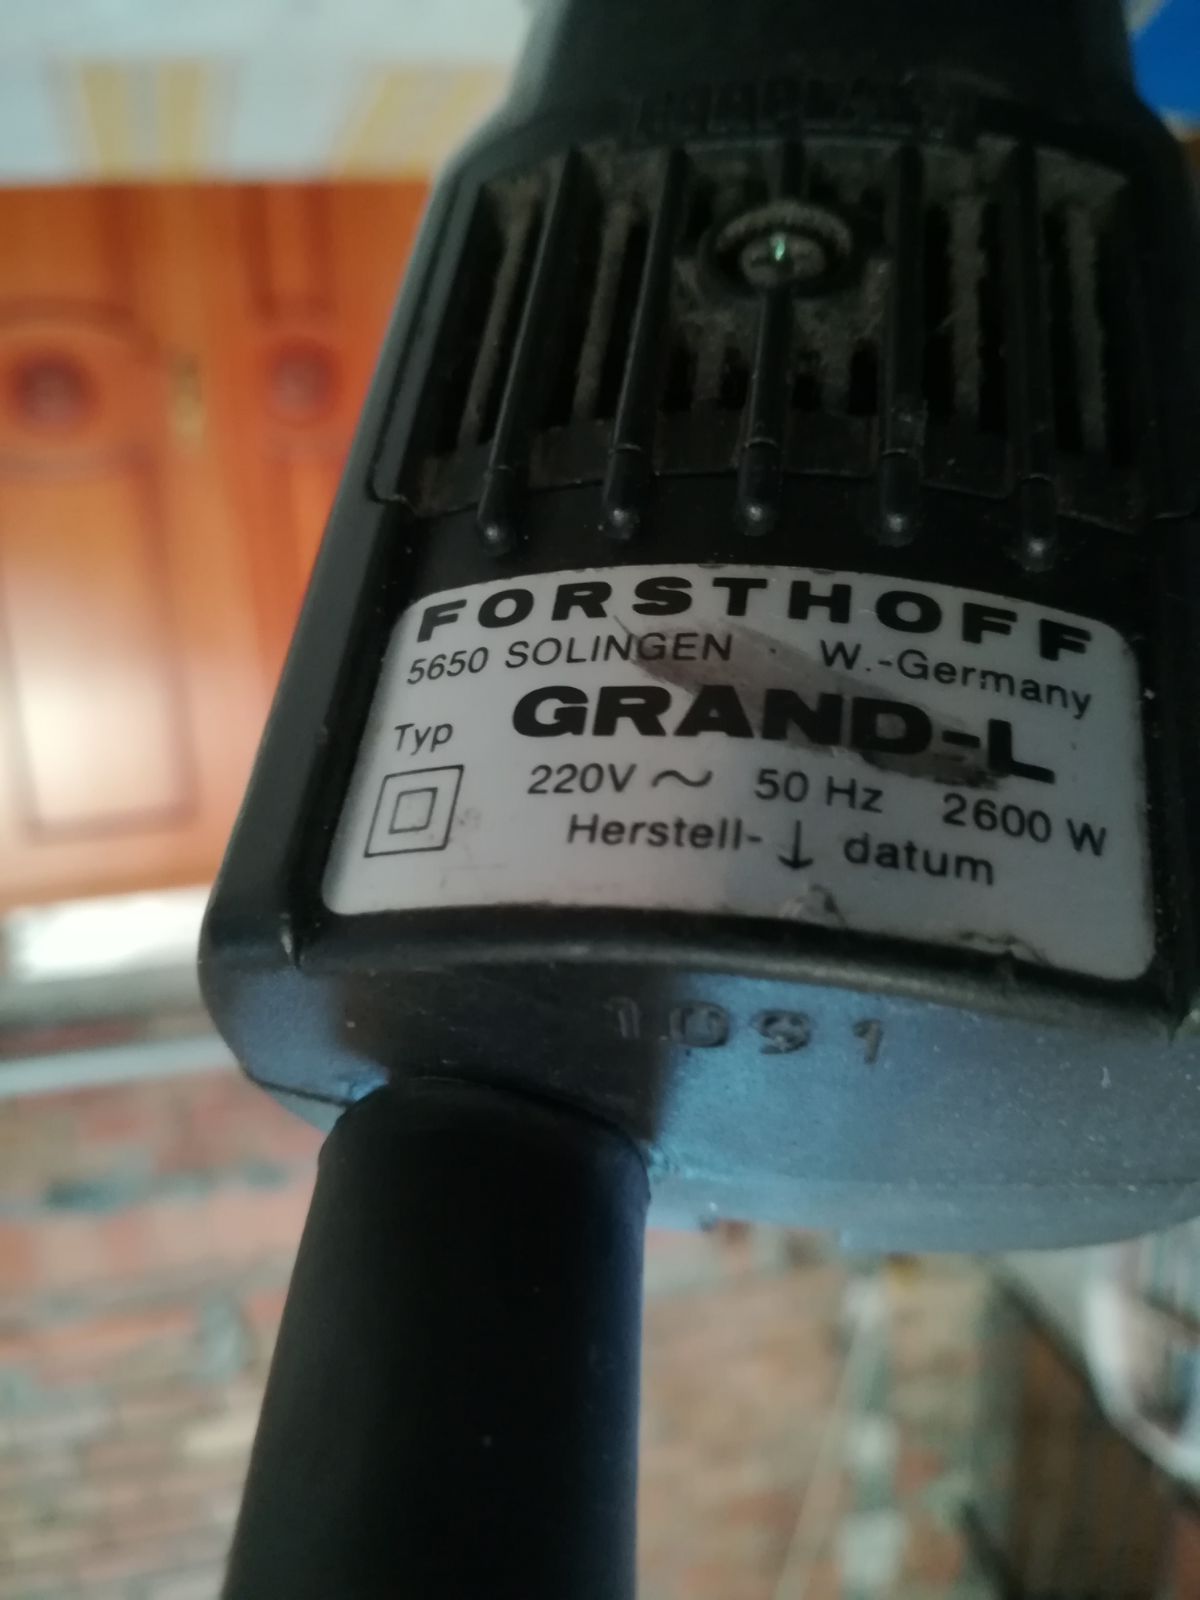 FORSTHOFF
5650 SOLINGEN · W.-Germany
Typ GRAND-L
220V ~ 50 Hz 2600 W
Herstell- ↓ datum
1091